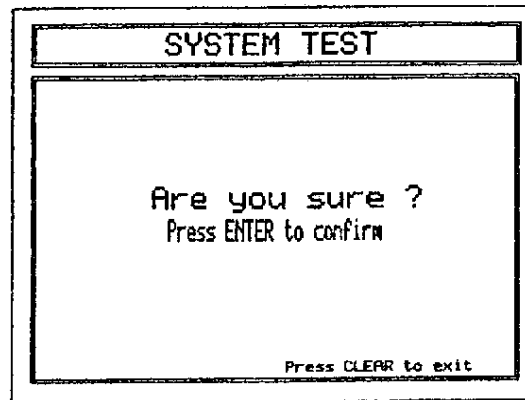 SYSTEM TEST
Are you sure ?
Press ENTER to confirm
Press CLEAR to exit